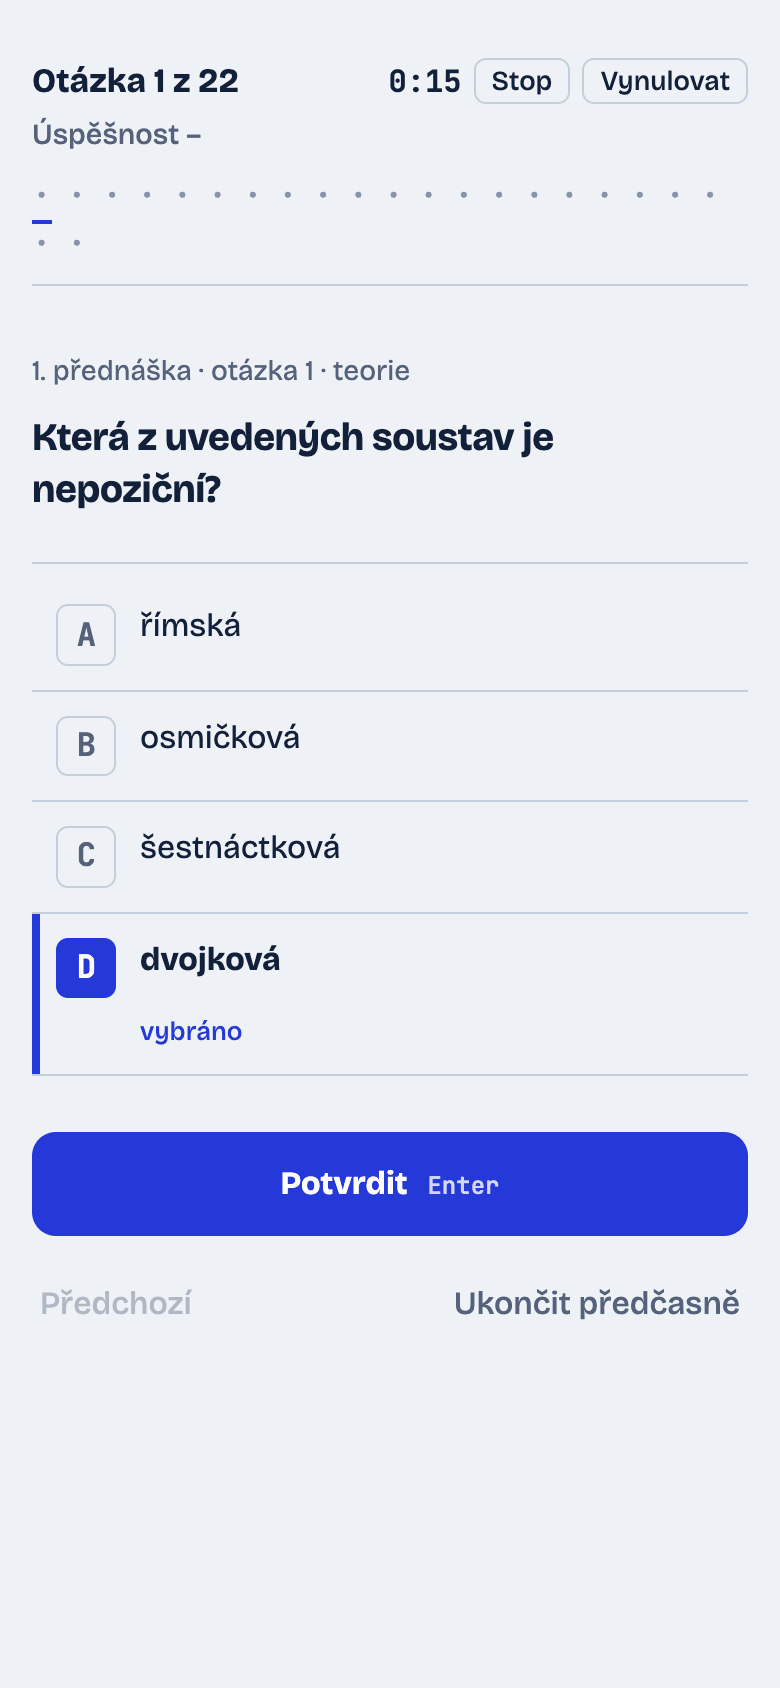 Otázka 1 z 22
0:15 Stop Vynulovat
Úspěšnost –
1. přednáška · otázka 1 · teorie
Která z uvedených soustav je
nepoziční?
A římská
B osmičková
C šestnáctková
D dvojková
vybráno
Potvrdit Enter
Předchozí Ukončit předčasně